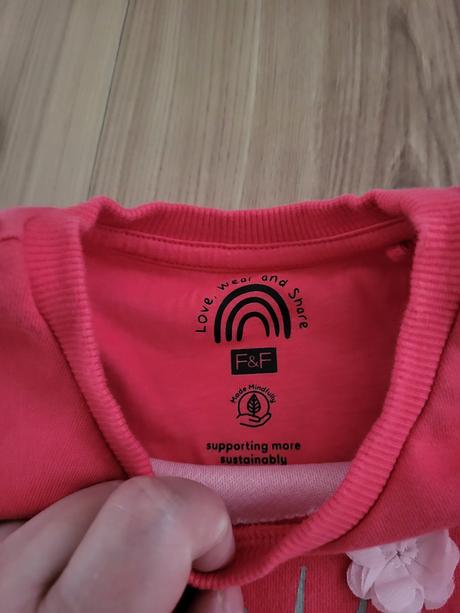 Love, Wear and Share
F&F
Made Mindfully
supporting more
sustainably